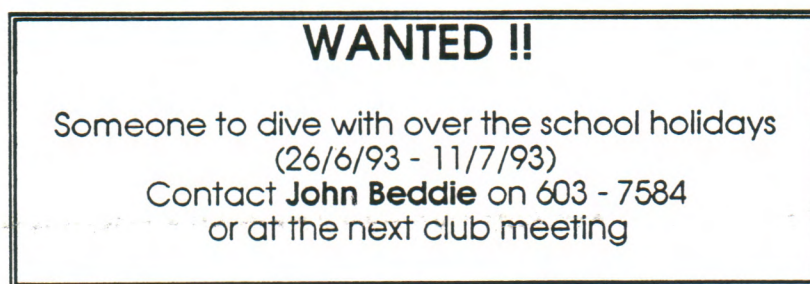 WANTED !!
Someone to dive with over the school holidays
(26/6/93 - 11/7/93)
Contact John Beddie on 603 - 7584
or at the next club meeting